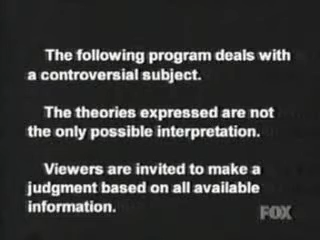 The following program deals with
a controversial subject.
The theories expressed are not
the only possible interpretation.
Viewers are invited to make a
judgment based on all available
information.
FOX